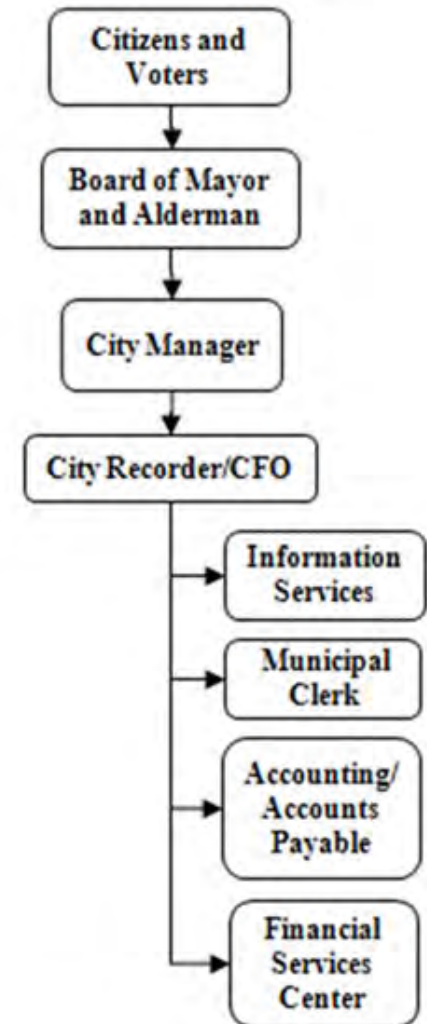 Citizens and
Voters
Board of Mayor
and Alderman
City Manager
City Recorder/CFO
Information
Services
Municipal
Clerk
Accounting/
Accounts
Payable
Financial
Services
Center